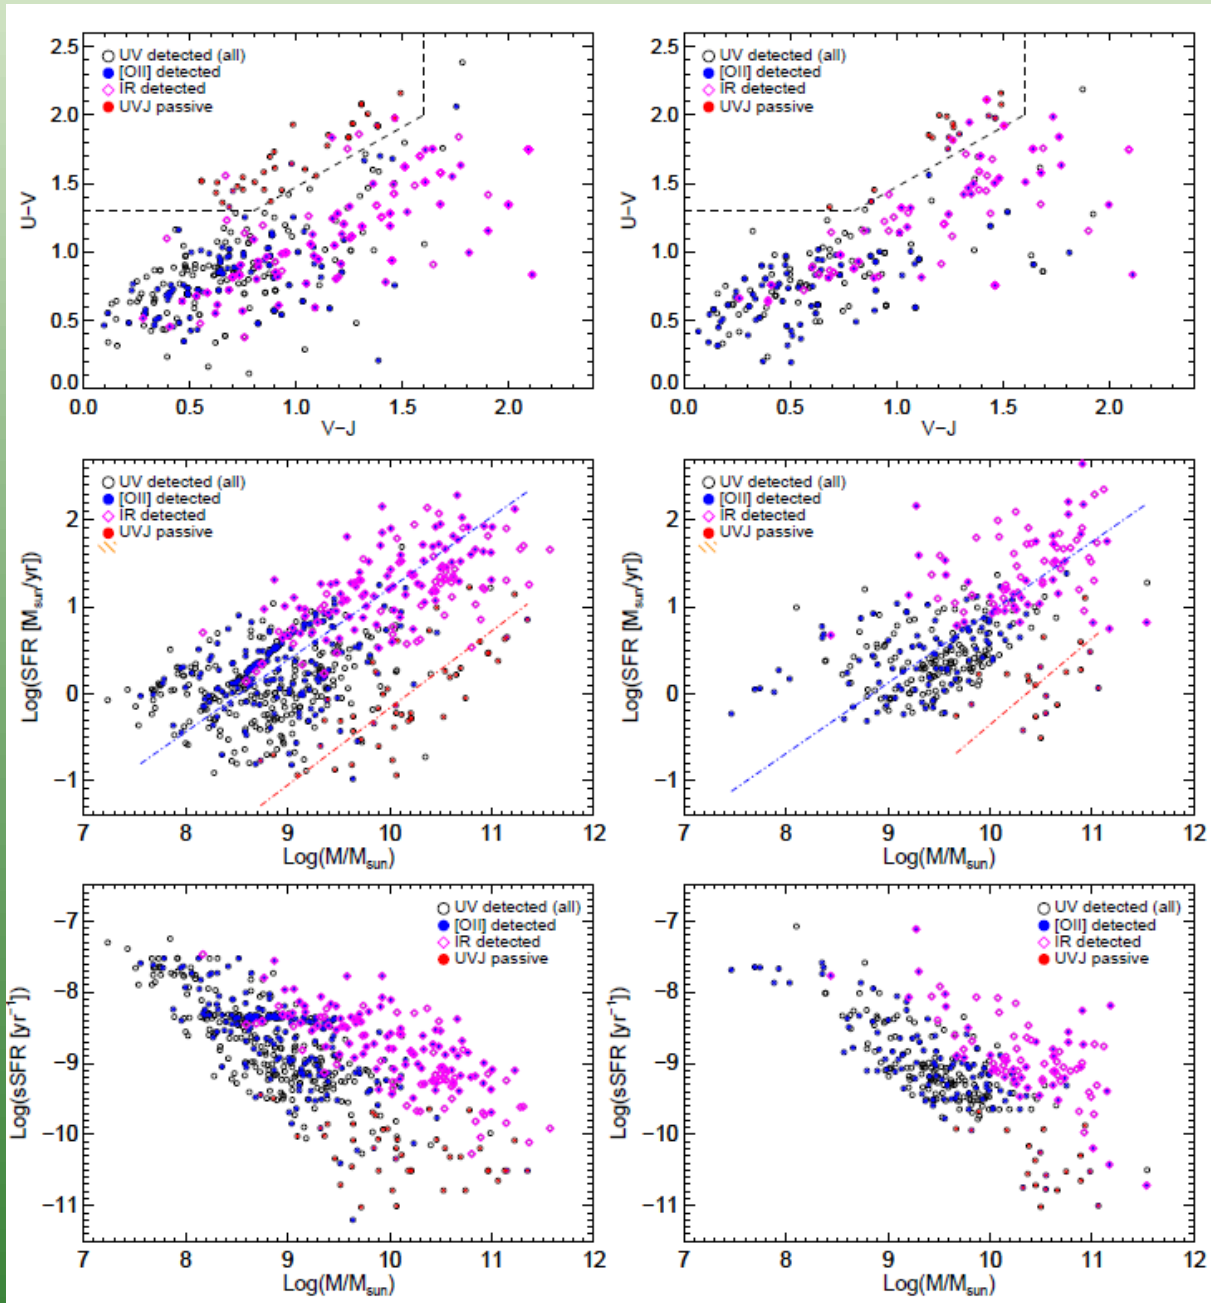 2.5
2.0
1.5
1.0
0.5
0.0
U−V
UV detected (all)
[OII] detected
IR detected
UVJ passive
0.0 0.5 1.0 1.5 2.0
V−J
2.5
2.0
1.5
1.0
0.5
0.0
U−V
UV detected (all)
[OII] detected
IR detected
UVJ passive
0.0 0.5 1.0 1.5 2.0
V−J
2
1
0
−1
Log(SFR [Msun/yr])
UV detected (all)
[OII] detected
IR detected
UVJ passive
7 8 9 10 11 12
Log(M/Msun)
2
1
0
−1
Log(SFR [Msun/yr])
UV detected (all)
[OII] detected
IR detected
UVJ passive
7 8 9 10 11 12
Log(M/Msun)
−7
−8
−9
−10
−11
Log(sSFR [yr−1])
UV detected (all)
[OII] detected
IR detected
UVJ passive
7 8 9 10 11 12
Log(M/Msun)
−7
−8
−9
−10
−11
Log(sSFR [yr−1])
UV detected (all)
[OII] detected
IR detected
UVJ passive
7 8 9 10 11 12
Log(M/Msun)